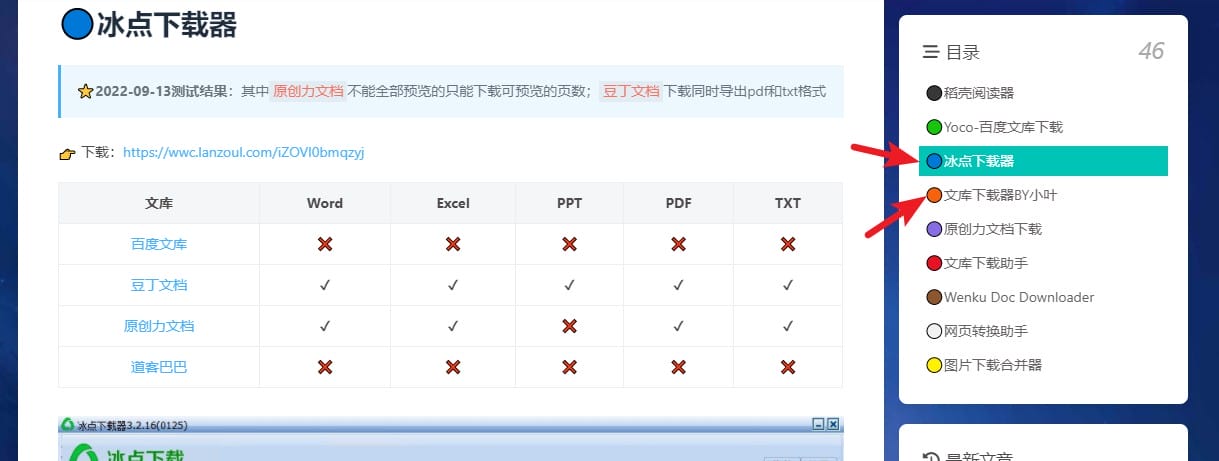 冰点下载器
2022-09-13测试结果：其中 原创力文档 不能全部预览的只能下载可预览的页数； 豆丁文档 下载同时导出pdf和txt格式
下载：https://wwc.lanzoul.com/iZOVI0bmqzyj
文库 Word Excel PPT PDF TXT
百度文库 ❌ ❌ ❌ ❌ ❌
豆丁文档 ✓ ✓ ✓ ✓ ✓
原创力文档 ✓ ✓ ❌ ✓ ✓
道客巴巴 ❌ ❌ ❌ ❌ ❌
冰点下载器3.2.16(0125)
冰点下载
目录 46
稻壳阅读器
Yoco-百度文库下载
冰点下载器
文库下载器BY小叶
原创力文档下载
文库下载助手
Wenku Doc Downloader
网页转换助手
图片下载合并器
最新文章